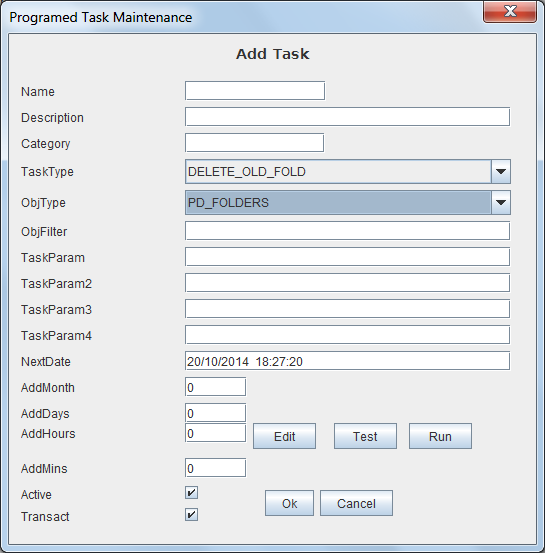 Programed Task Maintenance
Add Task
Name
Description
Category
TaskType DELETE_OLD_FOLD
ObjType PD_FOLDERS
ObjFilter
TaskParam
TaskParam2
TaskParam3
TaskParam4
NextDate 20/10/2014 18:27:20
AddMonth 0
AddDays 0
AddHours 0 Edit Test Run
AddMins 0
Active
Ok Cancel
Transact